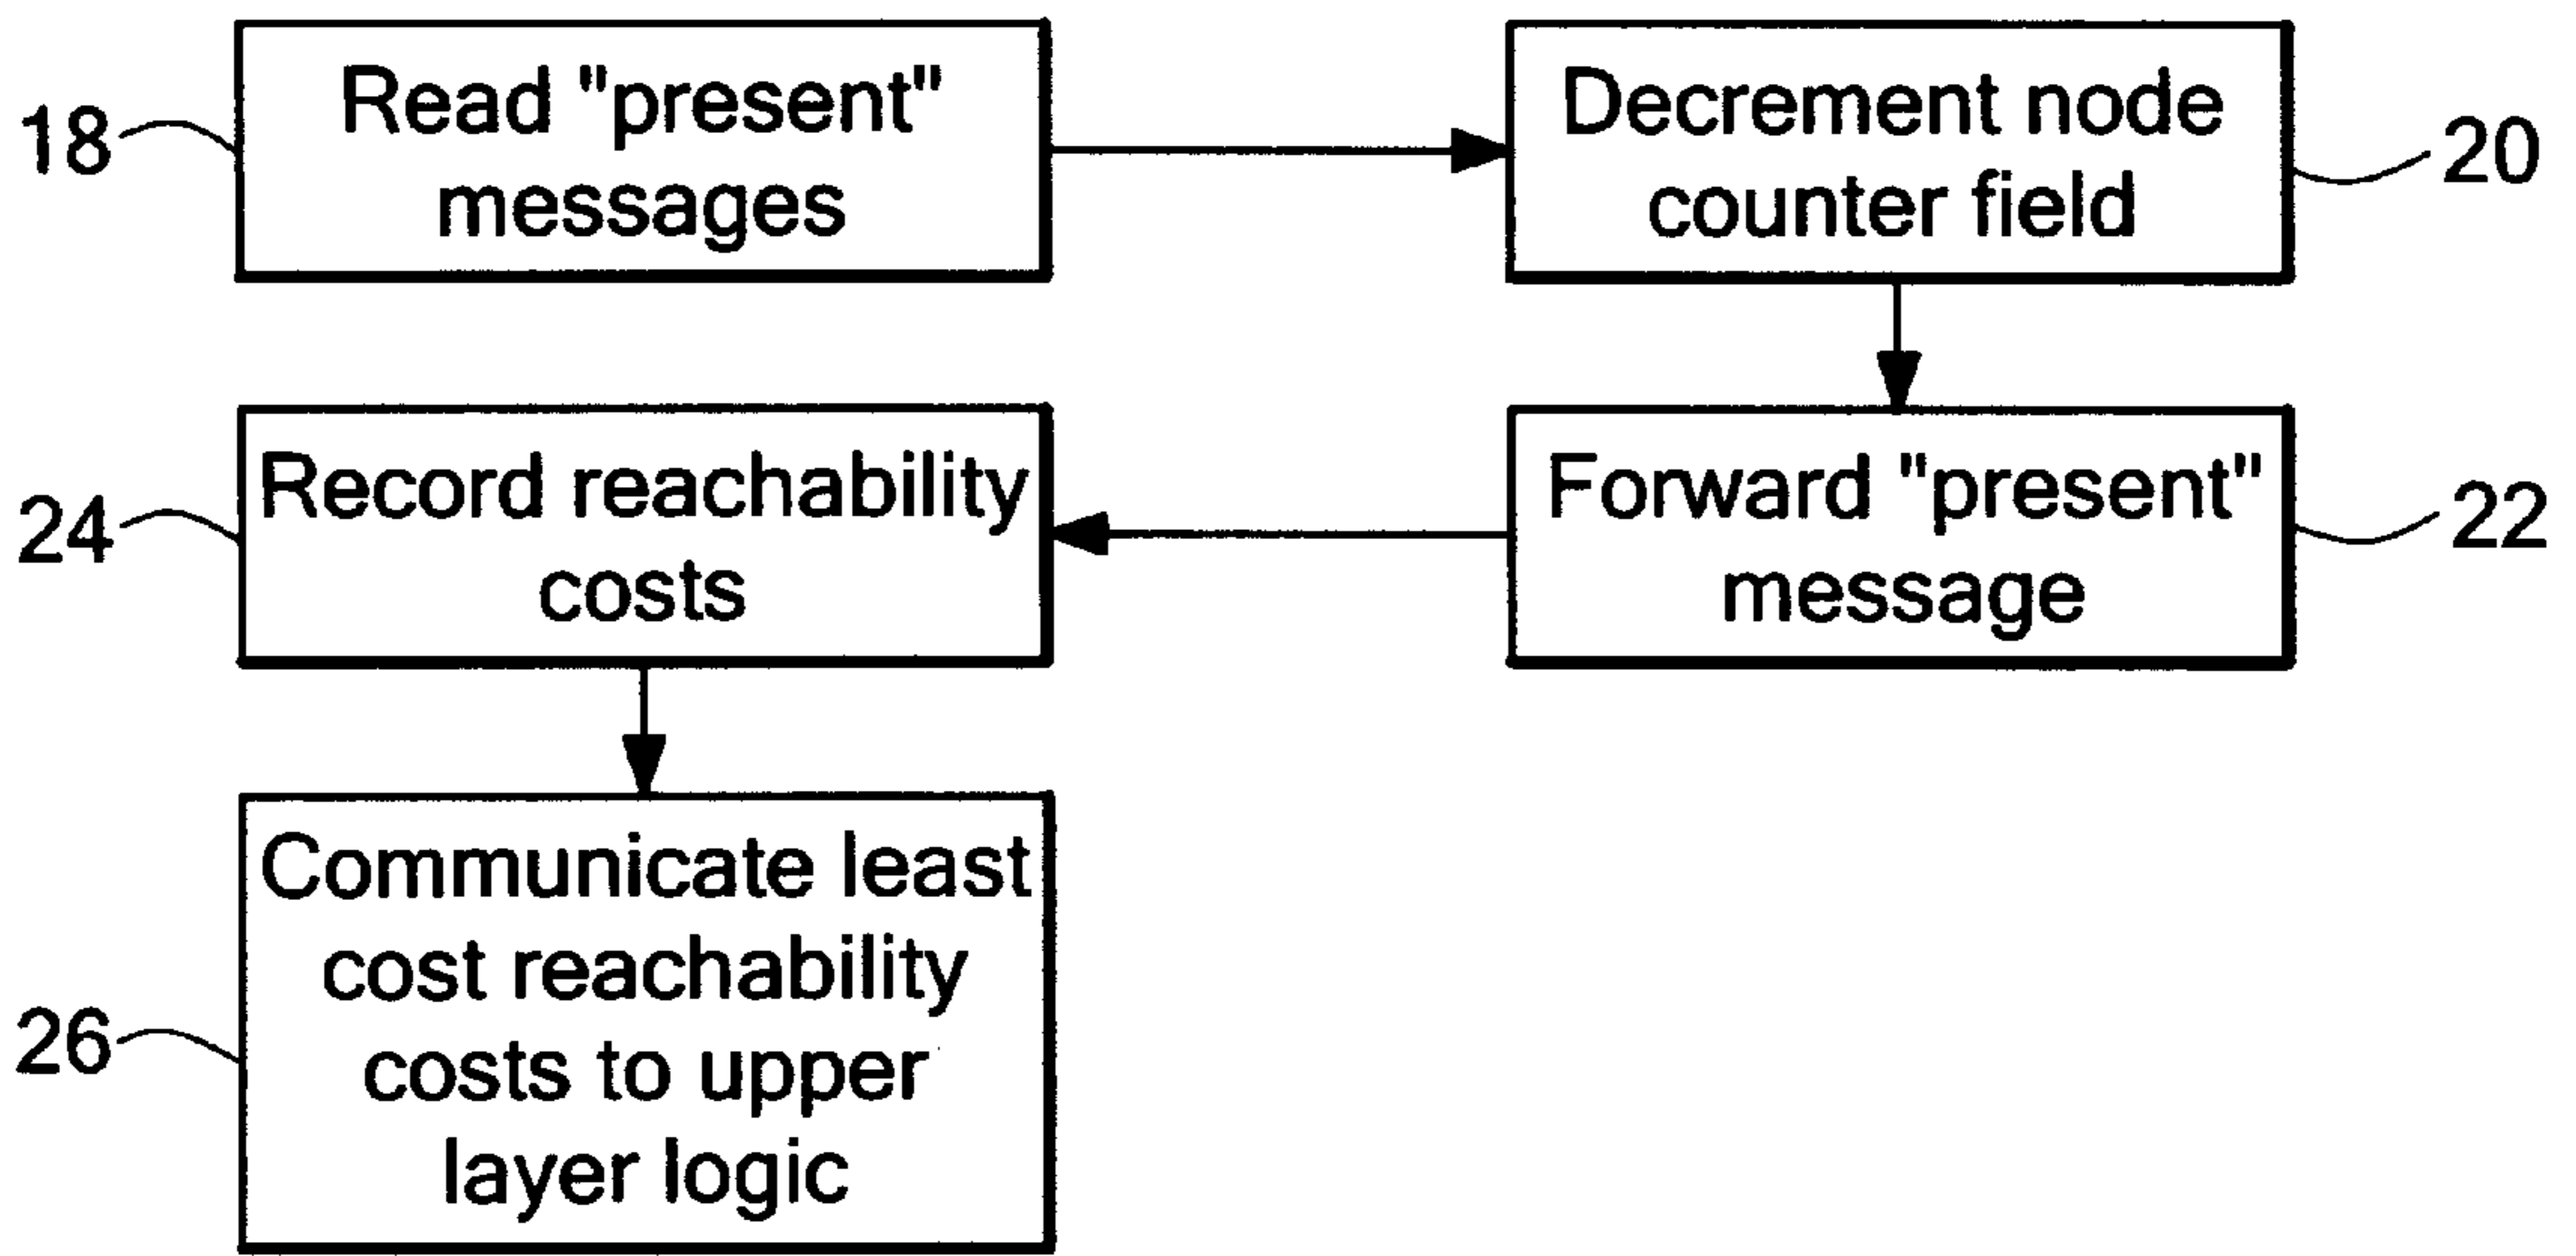 18
Read "present"
messages
Decrement node
counter field
20
24
Record reachability
costs
Forward "present"
message
22
26
Communicate least
cost reachability
costs to upper
layer logic